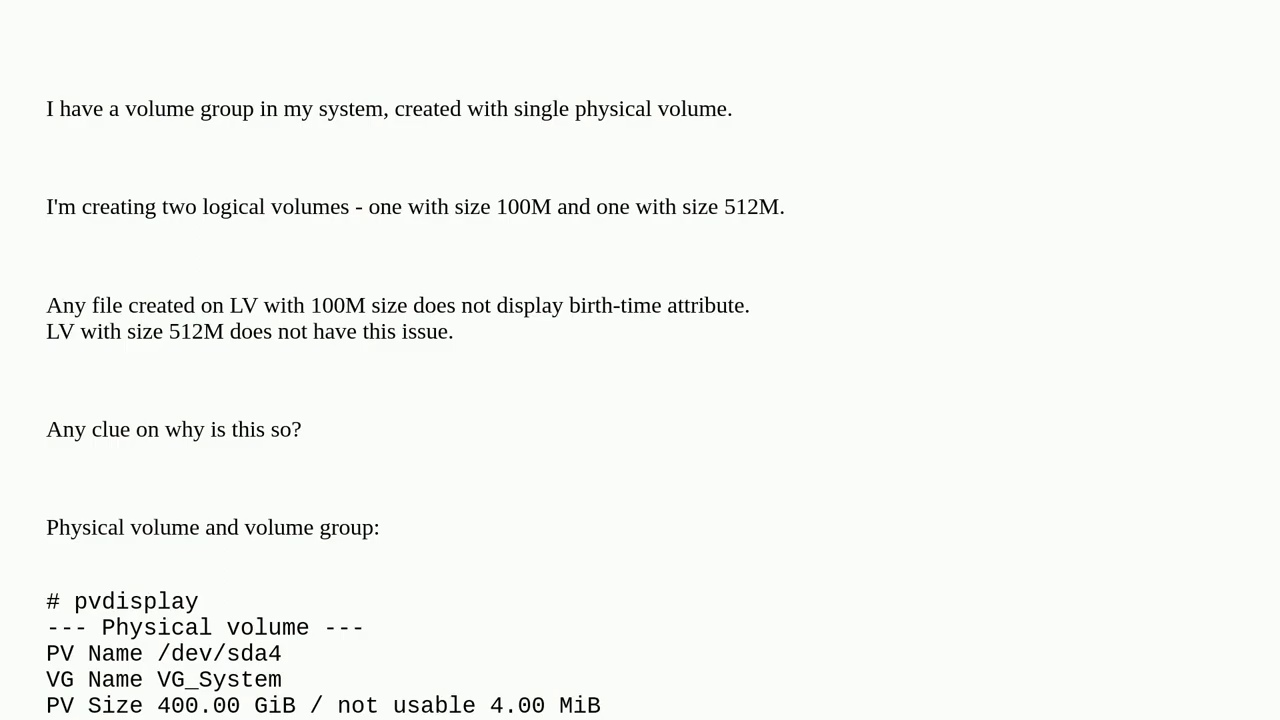 I have a volume group in my system, created with single physical volume.
I'm creating two logical volumes - one with size 100M and one with size 512M.
Any file created on LV with 100M size does not display birth-time attribute.
LV with size 512M does not have this issue.
Any clue on why is this so?
Physical volume and volume group:
# pvdisplay
--- Physical volume ---
PV Name /dev/sda4
VG Name VG_System
PV Size 400.00 GiB / not usable 4.00 MiB